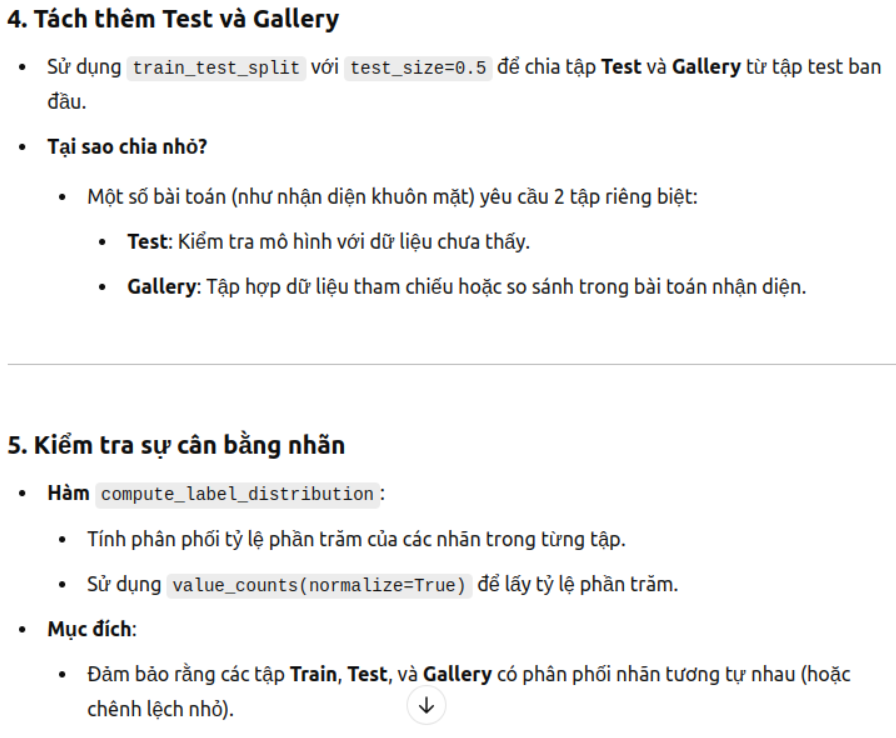 4. Tách thêm Test và Gallery
• Sử dụng train_test_split với test_size=0.5 để chia tập Test và Gallery từ tập test ban
đầu.
• Tại sao chia nhỏ?
• Một số bài toán (như nhận diện khuôn mặt) yêu cầu 2 tập riêng biệt:
• Test: Kiểm tra mô hình với dữ liệu chưa thấy.
• Gallery: Tập hợp dữ liệu tham chiếu hoặc so sánh trong bài toán nhận diện.
5. Kiểm tra sự cân bằng nhãn
• Hàm compute_label_distribution:
• Tính phân phối tỷ lệ phần trăm của các nhãn trong từng tập.
• Sử dụng value_counts(normalize=True) để lấy tỷ lệ phần trăm.
• Mục đích:
• Đảm bảo rằng các tập Train, Test, và Gallery có phân phối nhãn tương tự nhau (hoặc
chênh lệch nhỏ).